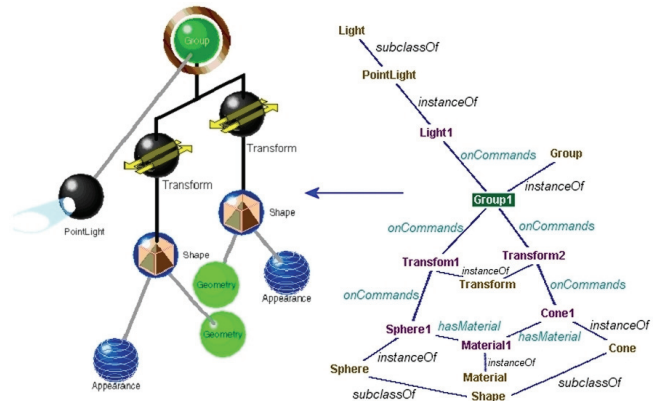 Group
Transform
Transform
PointLight
Shape
Shape
Geometry
Appearance
Geometry
Appearance
Light
subclassOf
PointLight
instanceOf
Light1
onCommands
Group
instanceOf
Group1
onCommands
onCommands
Transfom1
Transform2
instanceOf
Transform
onCommands
onCommands
Sphere1
hasMaterial
Cone1
Material1
hasMaterial
instanceOf
instanceOf
instanceOf
Sphere
Material
Cone
subclassOf
Shape
subclassOf